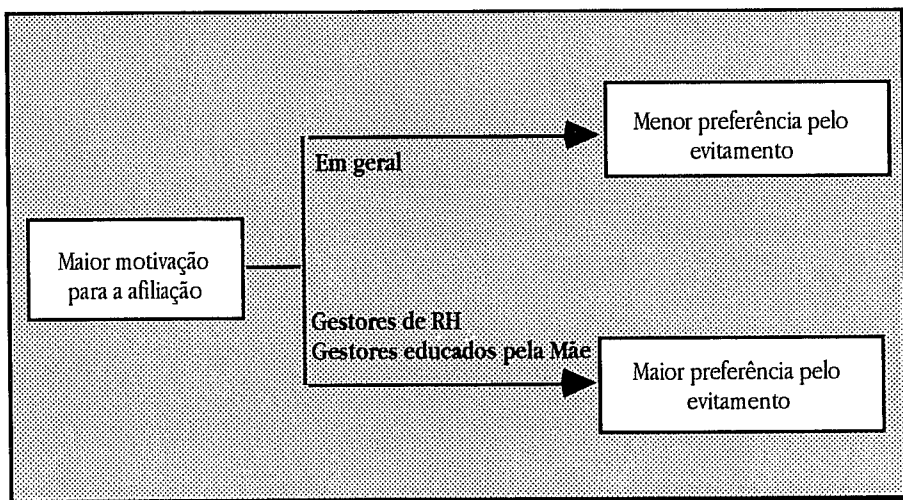 Menor preferência pelo
evitamento
Em geral
Maior motivação
para a afiliação
Gestores de RH
Gestores educados pela Mãe
Maior preferência pelo
evitamento